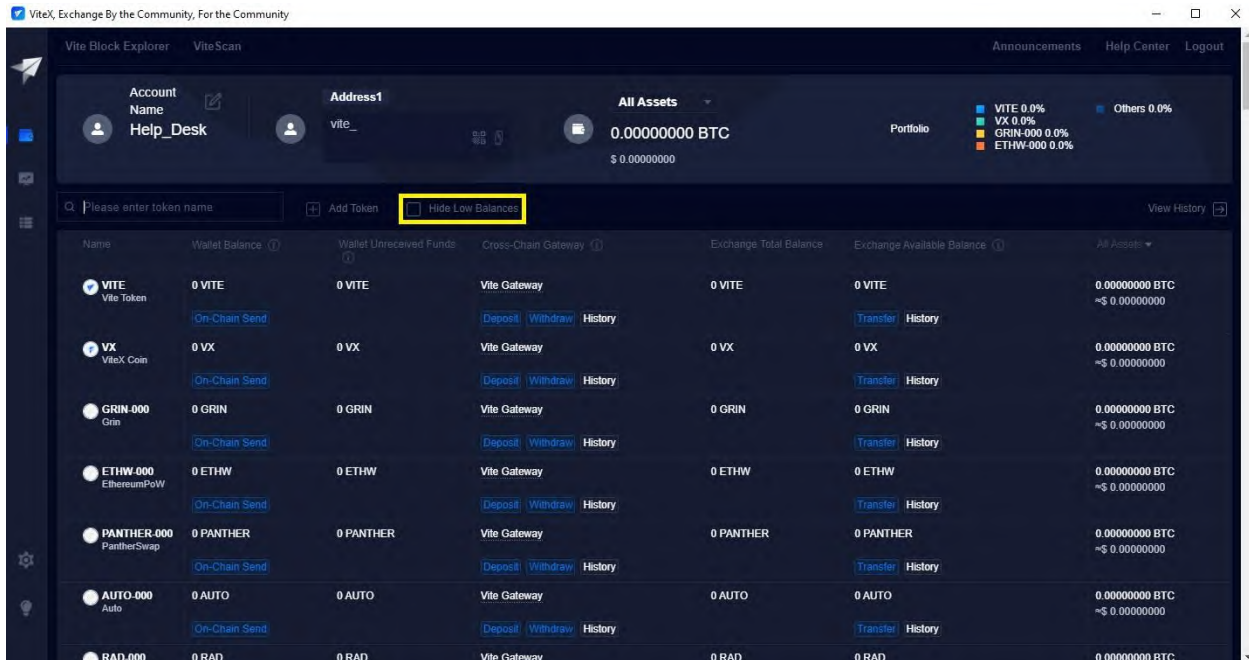 ViteX, Exchange By the Community, For the Community
Vite Block Explorer ViteScan Announcements Help Center Logout
Account Name
Help_Desk
Address1
vite_
All Assets
0.00000000 BTC
$ 0.00000000
Portfolio
VITE 0.0% Others 0.0%
VX 0.0%
GRIN-000 0.0%
ETHW-000 0.0%
Please enter token name Add Token Hide Low Balances View History
Name Wallet Balance Wallet Unreceived Funds Cross-Chain Gateway Exchange Total Balance Exchange Available Balance All Assets
VITE 0 VITE 0 VITE Vite Gateway 0 VITE 0 VITE 0.00000000 BTC
Vite Token ≈$ 0.00000000
On-Chain Send Deposit Withdraw History Transfer History
VX 0 VX 0 VX Vite Gateway 0 VX 0 VX 0.00000000 BTC
ViteX Coin ≈$ 0.00000000
On-Chain Send Deposit Withdraw History Transfer History
GRIN-000 0 GRIN 0 GRIN Vite Gateway 0 GRIN 0 GRIN 0.00000000 BTC
Grin ≈$ 0.00000000
On-Chain Send Deposit Withdraw History Transfer History
ETHW-000 0 ETHW 0 ETHW Vite Gateway 0 ETHW 0 ETHW 0.00000000 BTC
EthereumPoW ≈$ 0.00000000
On-Chain Send Deposit Withdraw History Transfer History
PANTHER-000 0 PANTHER 0 PANTHER Vite Gateway 0 PANTHER 0 PANTHER 0.00000000 BTC
PantherSwap ≈$ 0.00000000
On-Chain Send Deposit Withdraw History Transfer History
AUTO-000 0 AUTO 0 AUTO Vite Gateway 0 AUTO 0 AUTO 0.00000000 BTC
Auto ≈$ 0.00000000
On-Chain Send Deposit Withdraw History Transfer History
RAD-000 0 RAD 0 RAD Vite Gateway 0 RAD 0 RAD 0.00000000 BTC